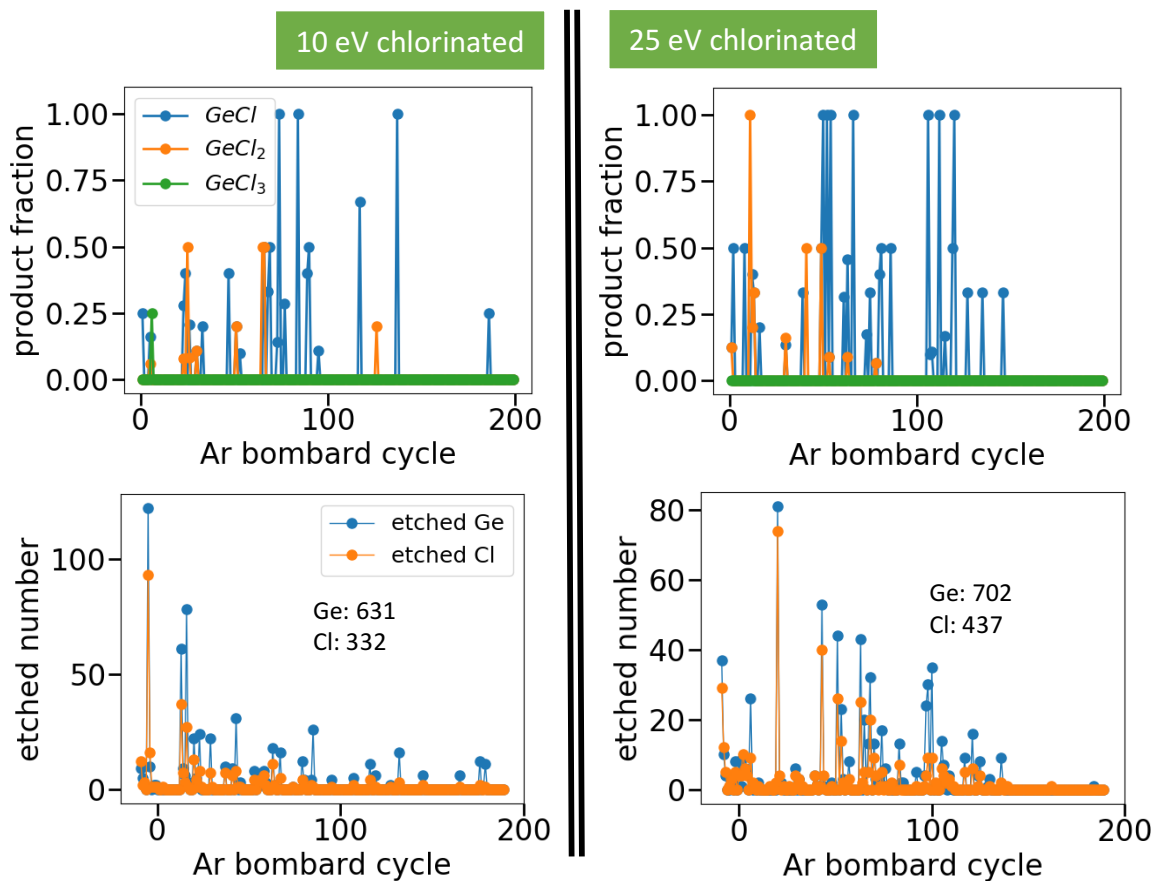 10 eV chlorinated
25 eV chlorinated
product fraction
1.00
0.75
0.50
0.25
0.00
GeCl
GeCl₂
GeCl₃
0
100
200
Ar bombard cycle
product fraction
1.00
0.75
0.50
0.25
0.00
0
100
200
Ar bombard cycle
etched number
100
50
0
etched Ge
etched Cl
Ge: 631
Cl: 332
0
100
200
Ar bombard cycle
etched number
80
60
40
20
0
Ge: 702
Cl: 437
0
100
200
Ar bombard cycle